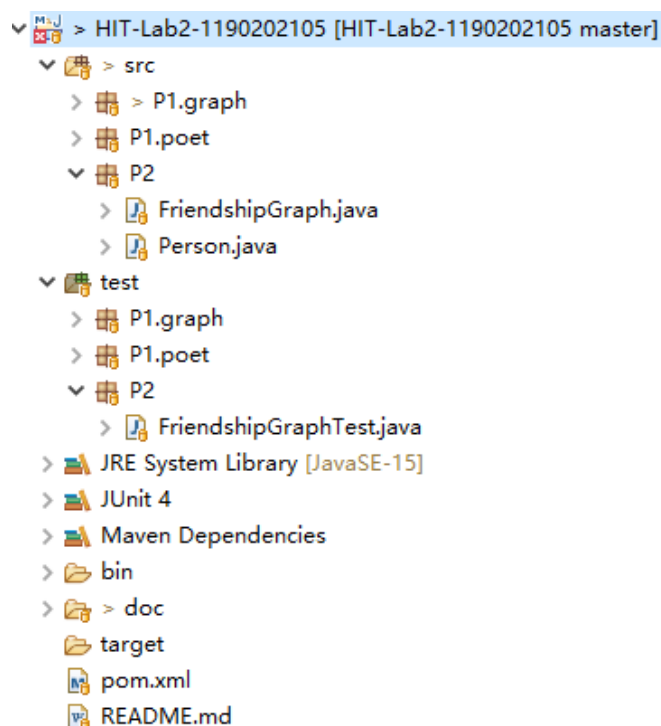 > HIT-Lab2-1190202105 [HIT-Lab2-1190202105 master]
> src
> P1.graph
P1.poet
P2
FriendshipGraph.java
Person.java
test
P1.graph
P1.poet
P2
FriendshipGraphTest.java
JRE System Library [JavaSE-15]
JUnit 4
Maven Dependencies
bin
> doc
target
pom.xml
README.md